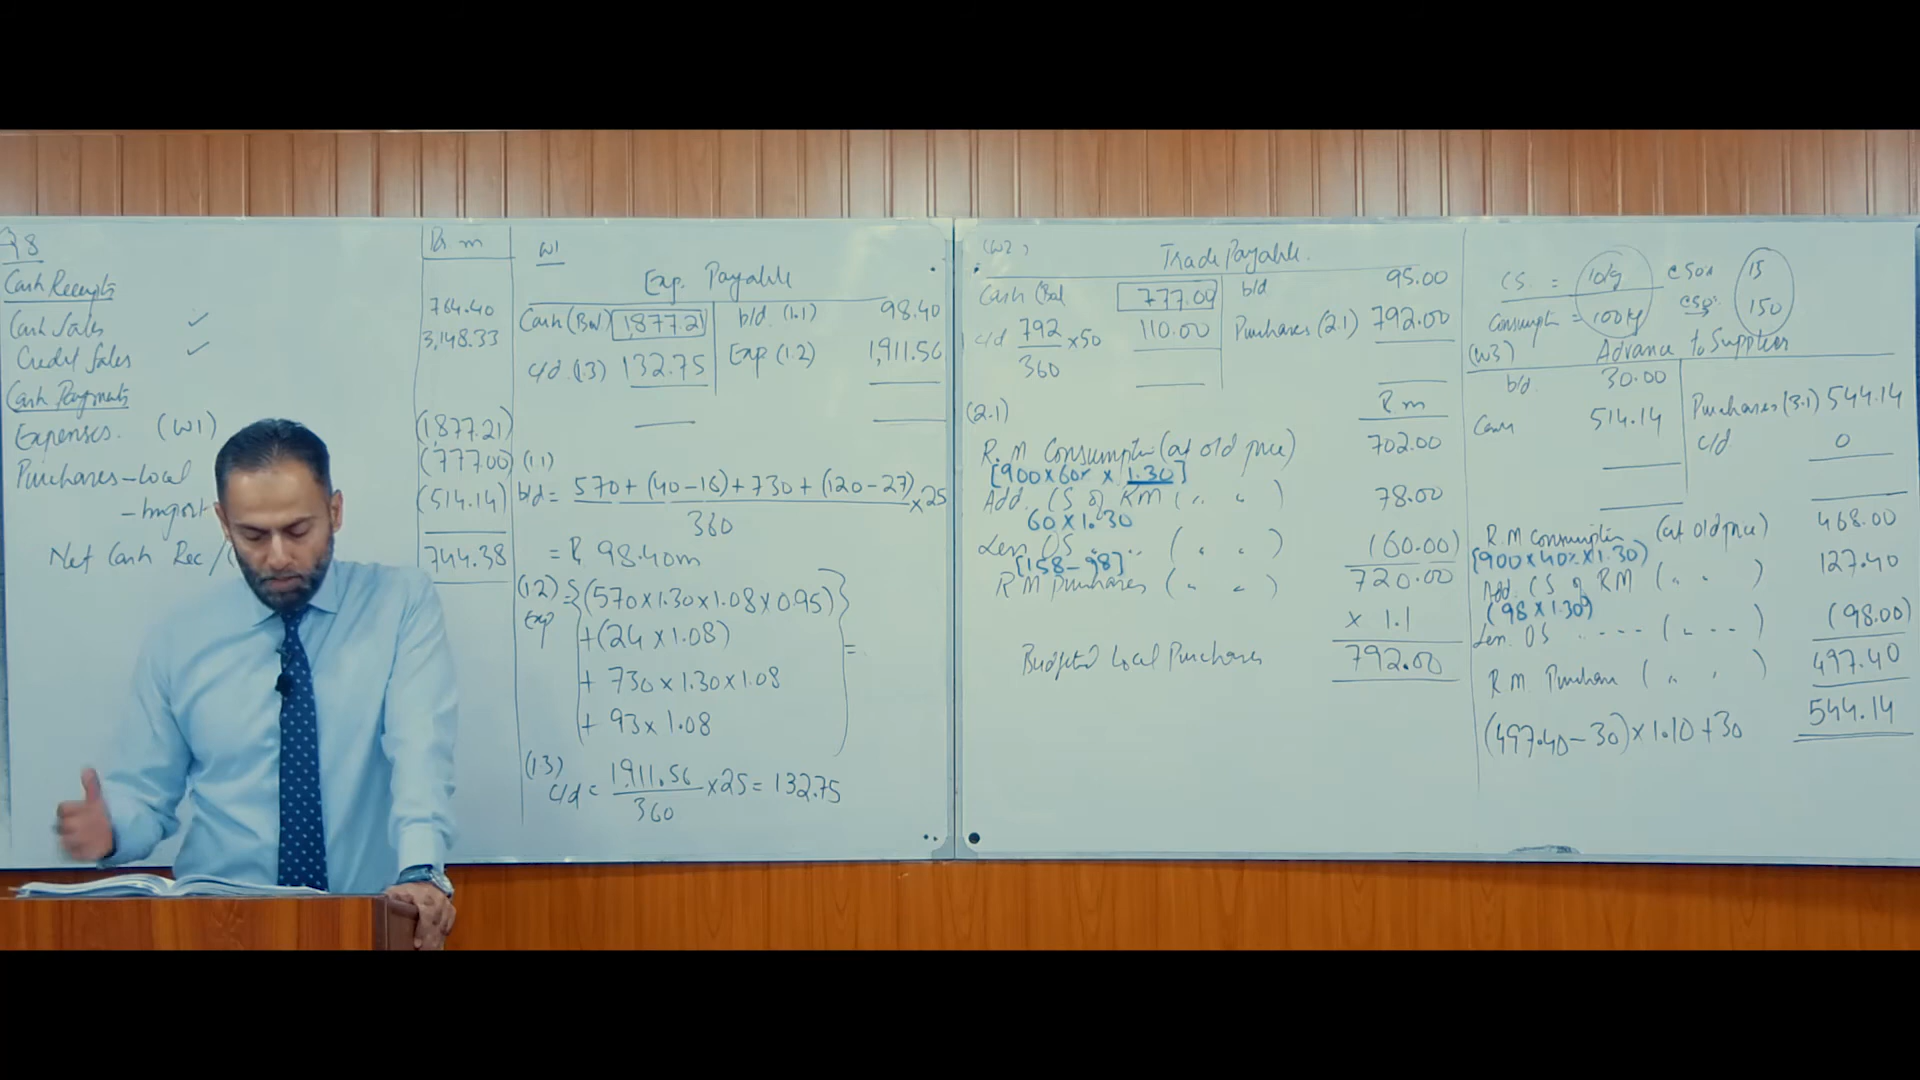 Q8
Rs m
Cash Receipts
Cash Sales ✓ 764.40
Credit Sales ✓ 3,148.33
Cash Payments
Expenses. (W1) (1,877.21)
Purchases - Local (777.00)
- Import (514.14)
Net Cash Rec/( 744.38
W1
Exp. Payable
Cash (Bal) 1,877.21 b/d. (1.1) 98.40
c/d. (1.3) 132.75 Exp (1.2) 1,911.56
(1.1)
b/d = 570 + (40-16) + 730 + (120-27) × 25
360
= Rs 98.40m
(1.2) = { (570×1.30×1.08×0.95) }
Exp + (24 × 1.08)
+ 730 × 1.30 × 1.08 =
+ 93 × 1.08
(1.3)
c/d = 1911.56 × 25 = 132.75
360
(W2)
Trade Payable.
Cash (Bal 777.00 b/d 95.00
c/d 792 × 50 110.00 Purchases (2.1) 792.00
360
(2.1) R.m
R.M Consumption (at old price) 702.00
[900×60% × 1.30]
Add. CS of RM ( " " ) 78.00
60 × 1.30
Less OS ( " " ) (60.00)
[158-98]
R M Purchases ( " " ) 720.00
× 1.1
Budgeted Local Purchases 792.00
CS. = 10kg
Consumption = 100kg
15
150
(W3) Advance to Supplier
b/d. 30.00 Purchases (3.1) 544.14
Cash 514.14 c/d 0
R.M consumption (at old price) 468.00
[900×40%×1.30)
Add. CS of RM ( " " ) 127.40
(98 × 1.30)
Less. OS ---- ( " --- ) (98.00)
R M Purchase ( " " ) 497.40
(497.40 - 30) × 1.10 + 30 544.14